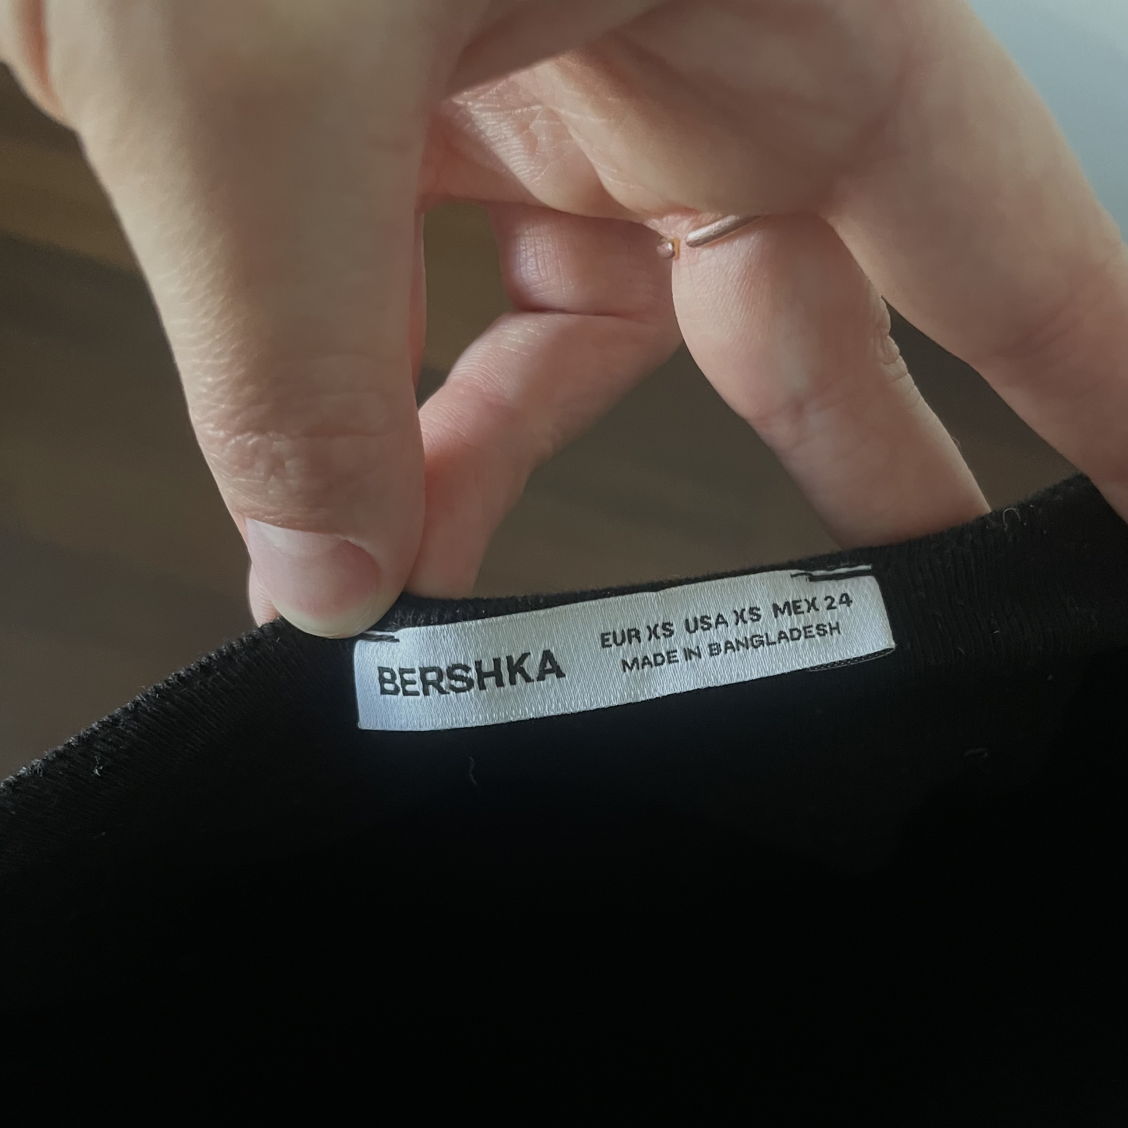 BERSHKA
EUR XS USA XS MEX 24
MADE IN BANGLADESH